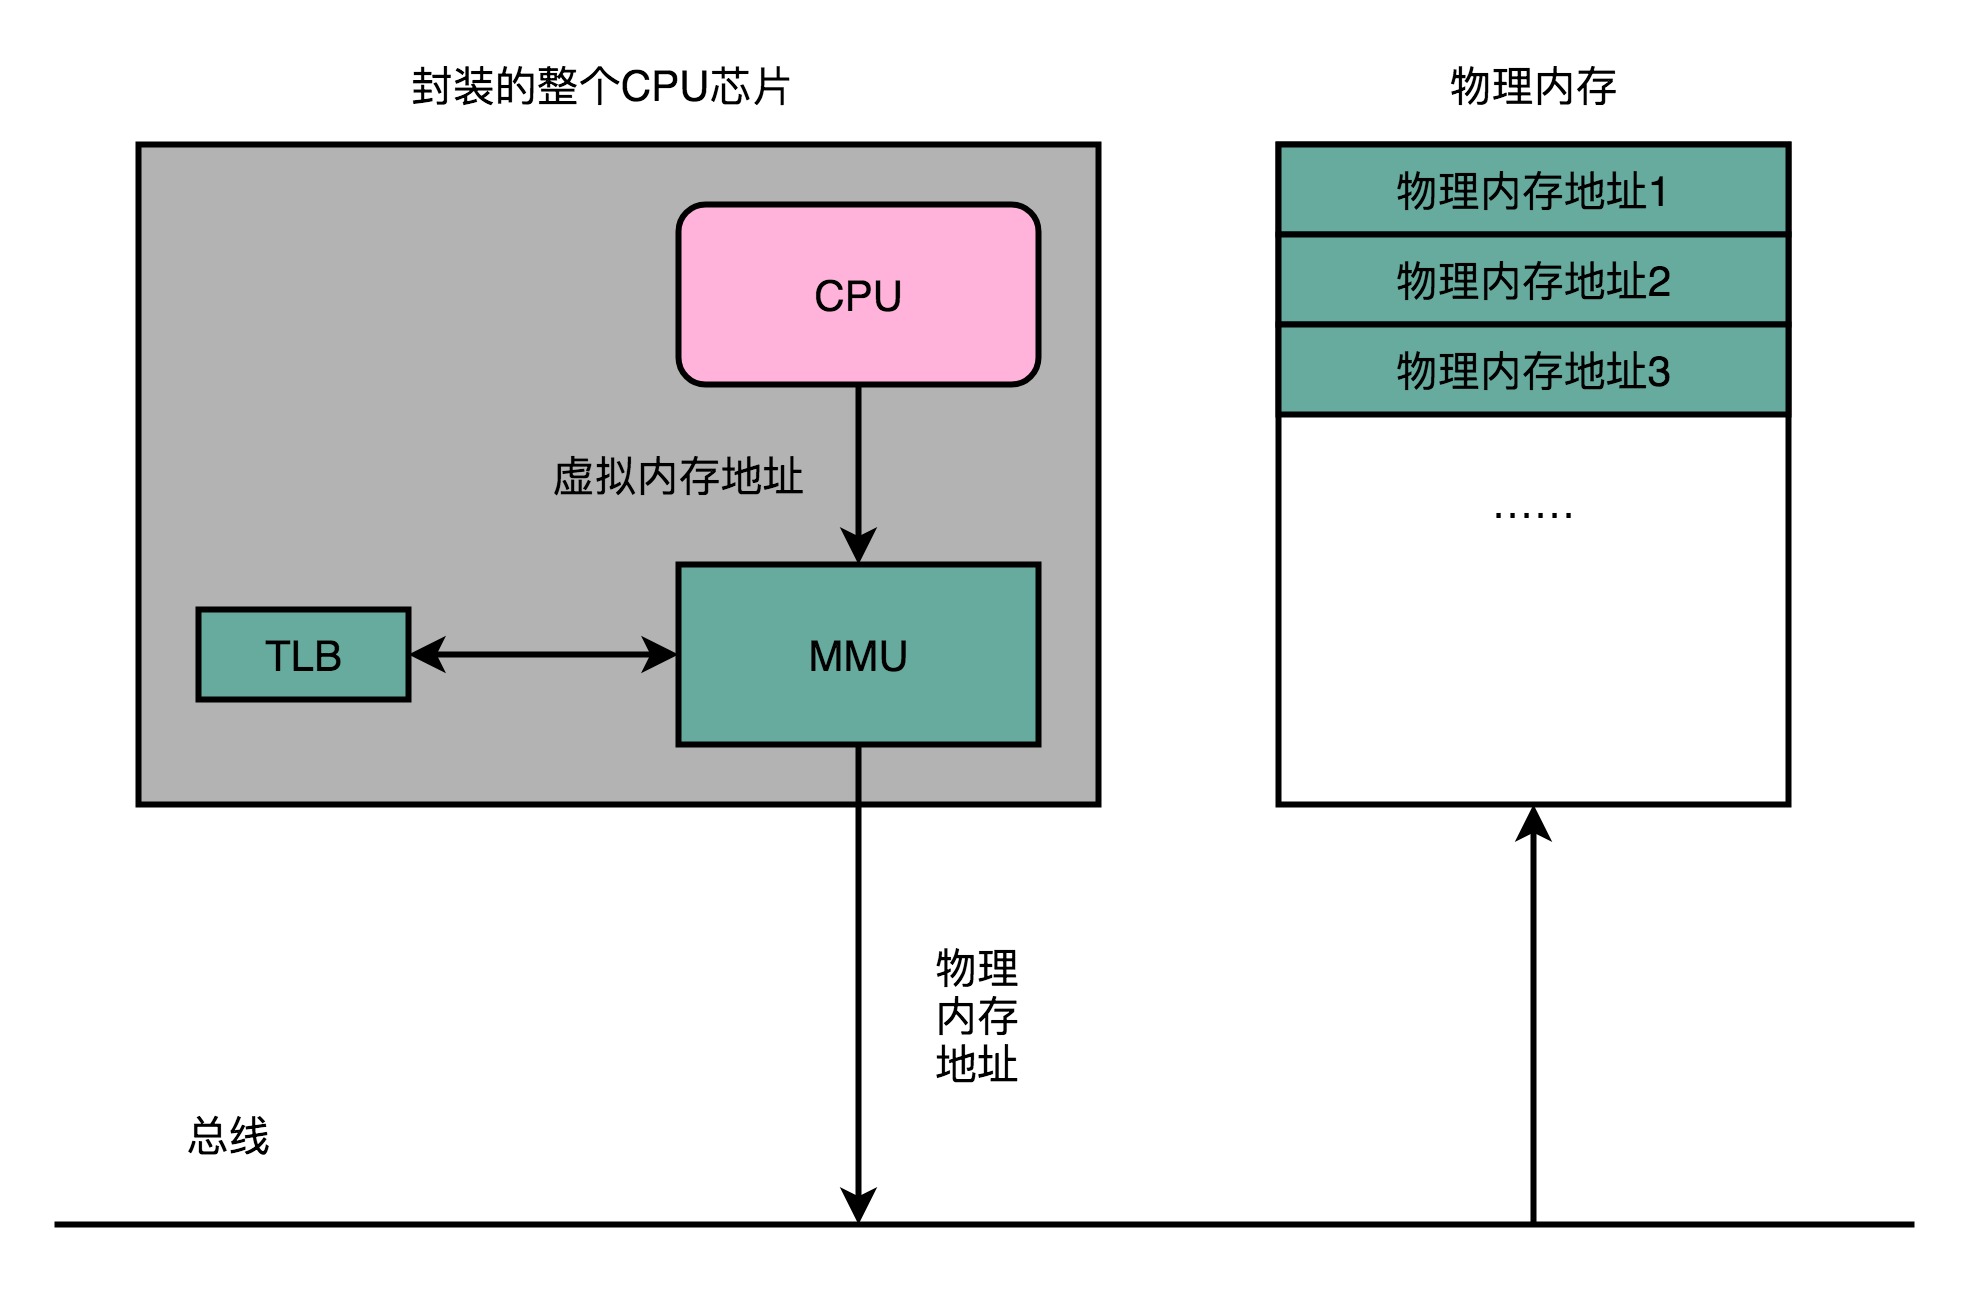 封装的整个CPU芯片
物理内存
CPU
虚拟内存地址
TLB
MMU
物理内存地址1
物理内存地址2
物理内存地址3
······
物理
内存
地址
总线